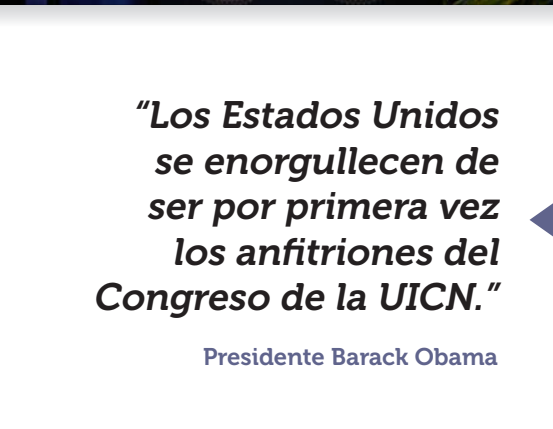 “Los Estados Unidos
se enorgullecen de
ser por primera vez
los anfitriones del
Congreso de la UICN.”
Presidente Barack Obama